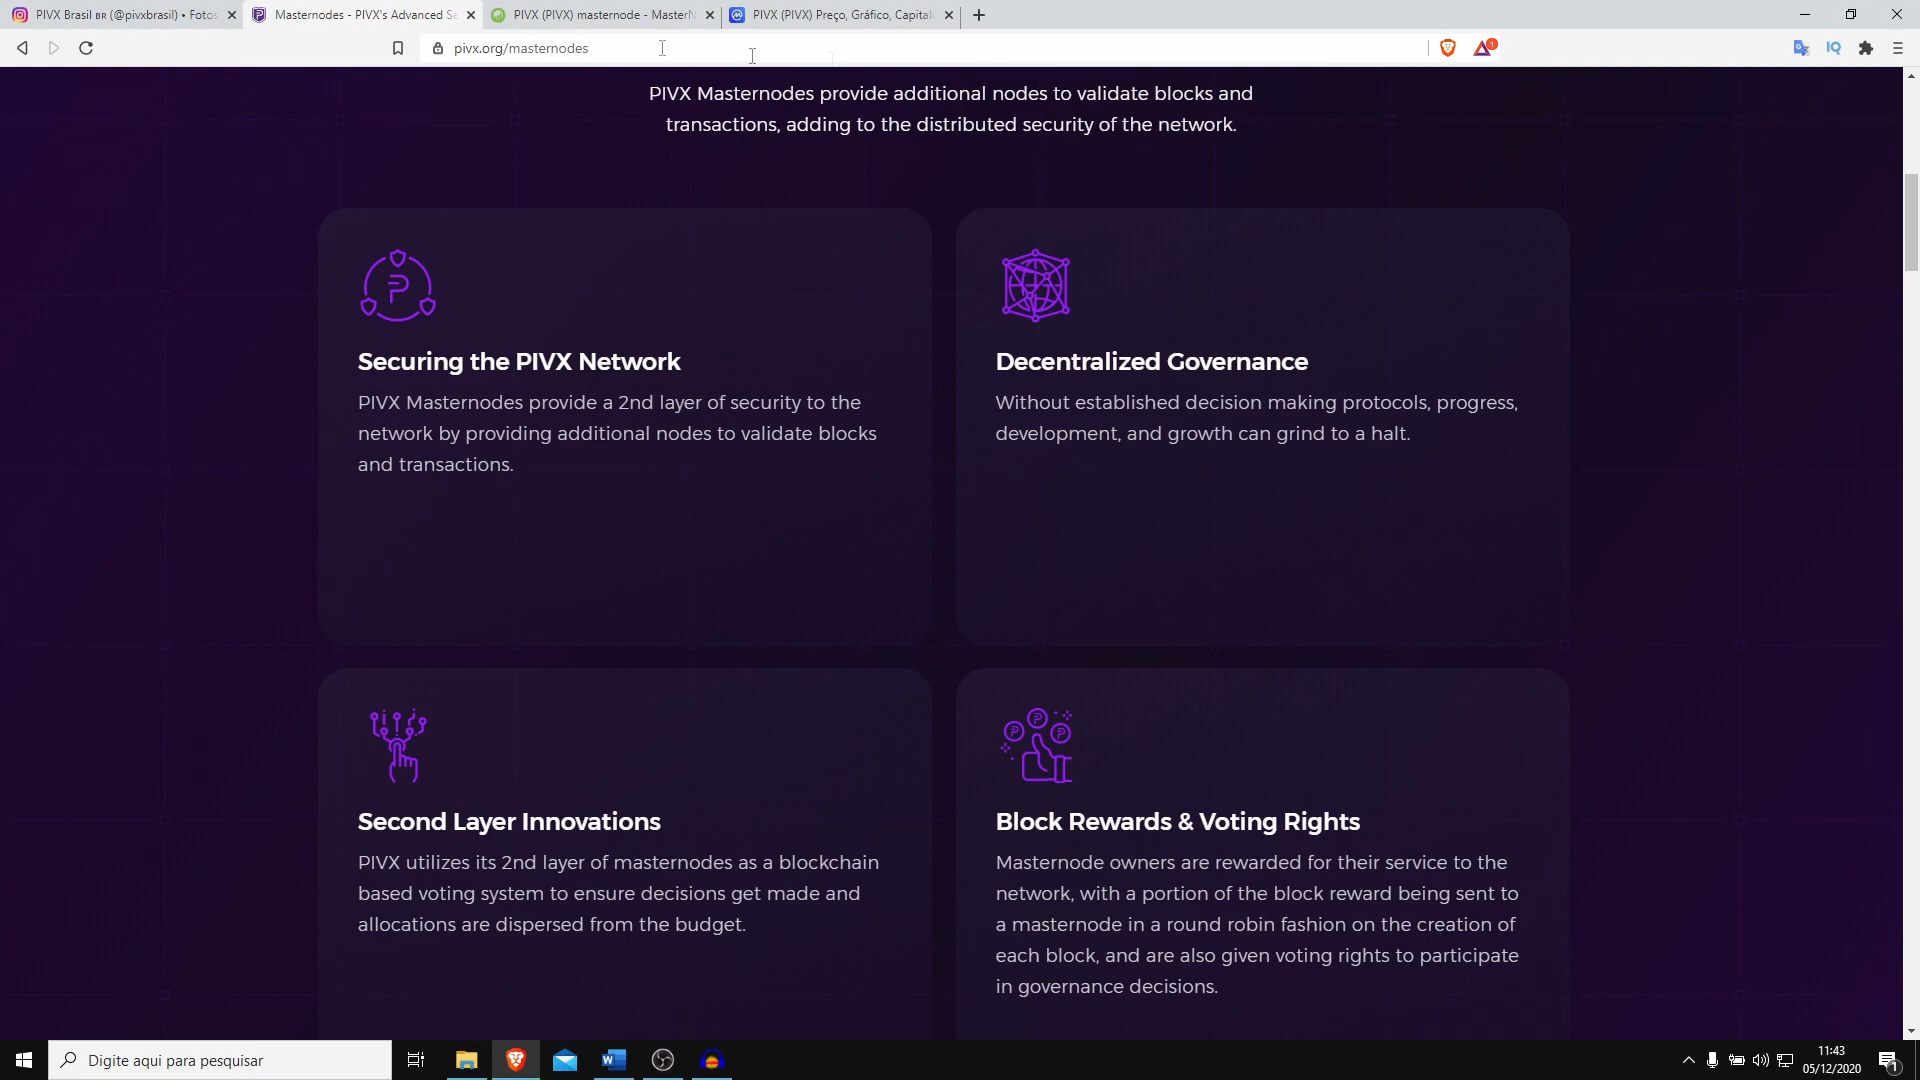 PIVX Brasil ʙʀ (@pivxbrasil) • Fotos
Masternodes - PIVX's Advanced Se
PIVX (PIVX) masternode - MasterN
PIVX (PIVX) Preço, Gráfico, Capitali
pivx.org/masternodes
1
IQ
PIVX Masternodes provide additional nodes to validate blocks and
transactions, adding to the distributed security of the network.
Securing the PIVX Network
PIVX Masternodes provide a 2nd layer of security to the
network by providing additional nodes to validate blocks
and transactions.
Decentralized Governance
Without established decision making protocols, progress,
development, and growth can grind to a halt.
Second Layer Innovations
PIVX utilizes its 2nd layer of masternodes as a blockchain
based voting system to ensure decisions get made and
allocations are dispersed from the budget.
Block Rewards & Voting Rights
Masternode owners are rewarded for their service to the
network, with a portion of the block reward being sent to
a masternode in a round robin fashion on the creation of
each block, and are also given voting rights to participate
in governance decisions.
Digite aqui para pesquisar
11:43
05/12/2020
1